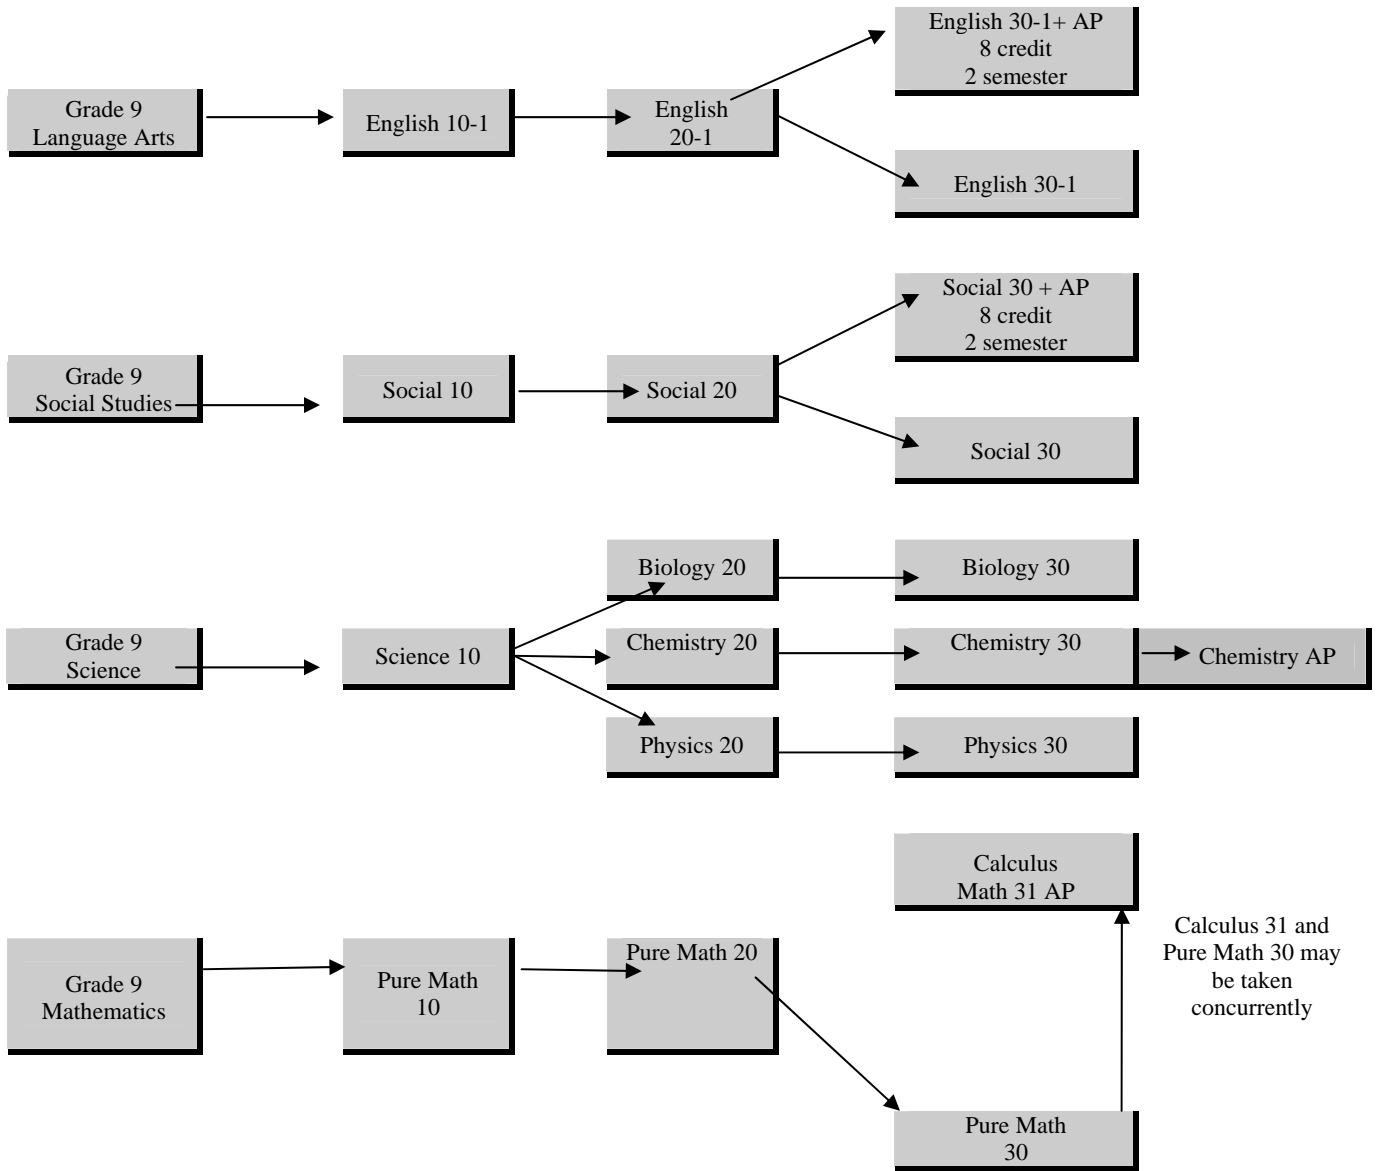 English 30-1+ AP
8 credit
2 semester
Grade 9
Language Arts
English 10-1
English
20-1
English 30-1
Social 30 + AP
8 credit
2 semester
Grade 9
Social Studies
Social 10
Social 20
Social 30
Biology 20
Biology 30
Grade 9
Science
Science 10
Chemistry 20
Chemistry 30
Chemistry AP
Physics 20
Physics 30
Calculus
Math 31 AP
Calculus 31 and
Pure Math 30 may
be taken
concurrently
Grade 9
Mathematics
Pure Math
10
Pure Math 20
Pure Math
30